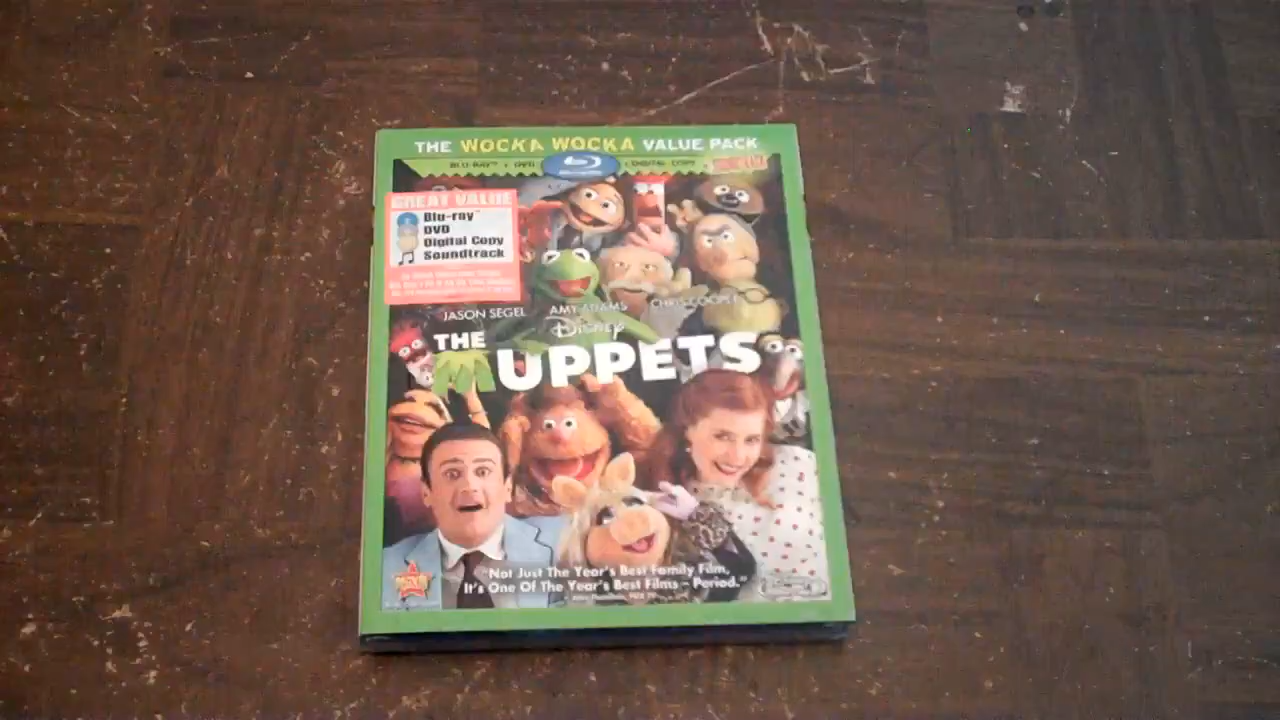 THE WOCKA WOCKA VALUE PACK
BLU-RAY™ + DVD + DIGITAL COPY
GREAT VALUE
Blu-ray™
DVD
Digital Copy
Soundtrack
JASON SEGEL AMY ADAMS CHRIS COOPER
DISNEY
THE
MUPPETS
"Not Just The Year's Best Family Film,
It's One Of The Year's Best Films – Period."